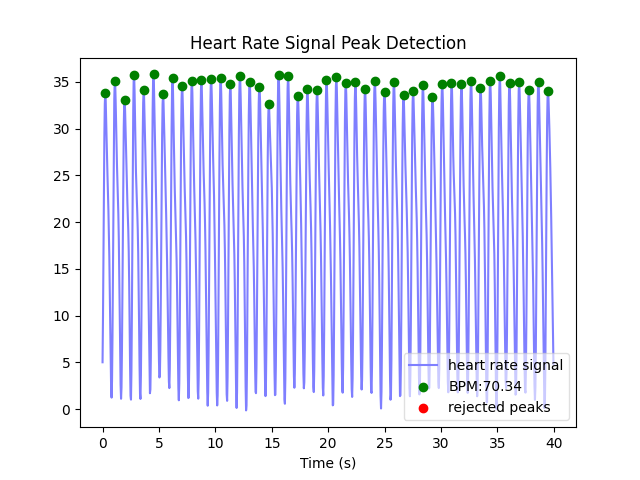 Heart Rate Signal Peak Detection
35
30
25
20
15
10
5
0
heart rate signal
BPM:70.34
rejected peaks
0 5 10 15 20 25 30 35 40
Time (s)